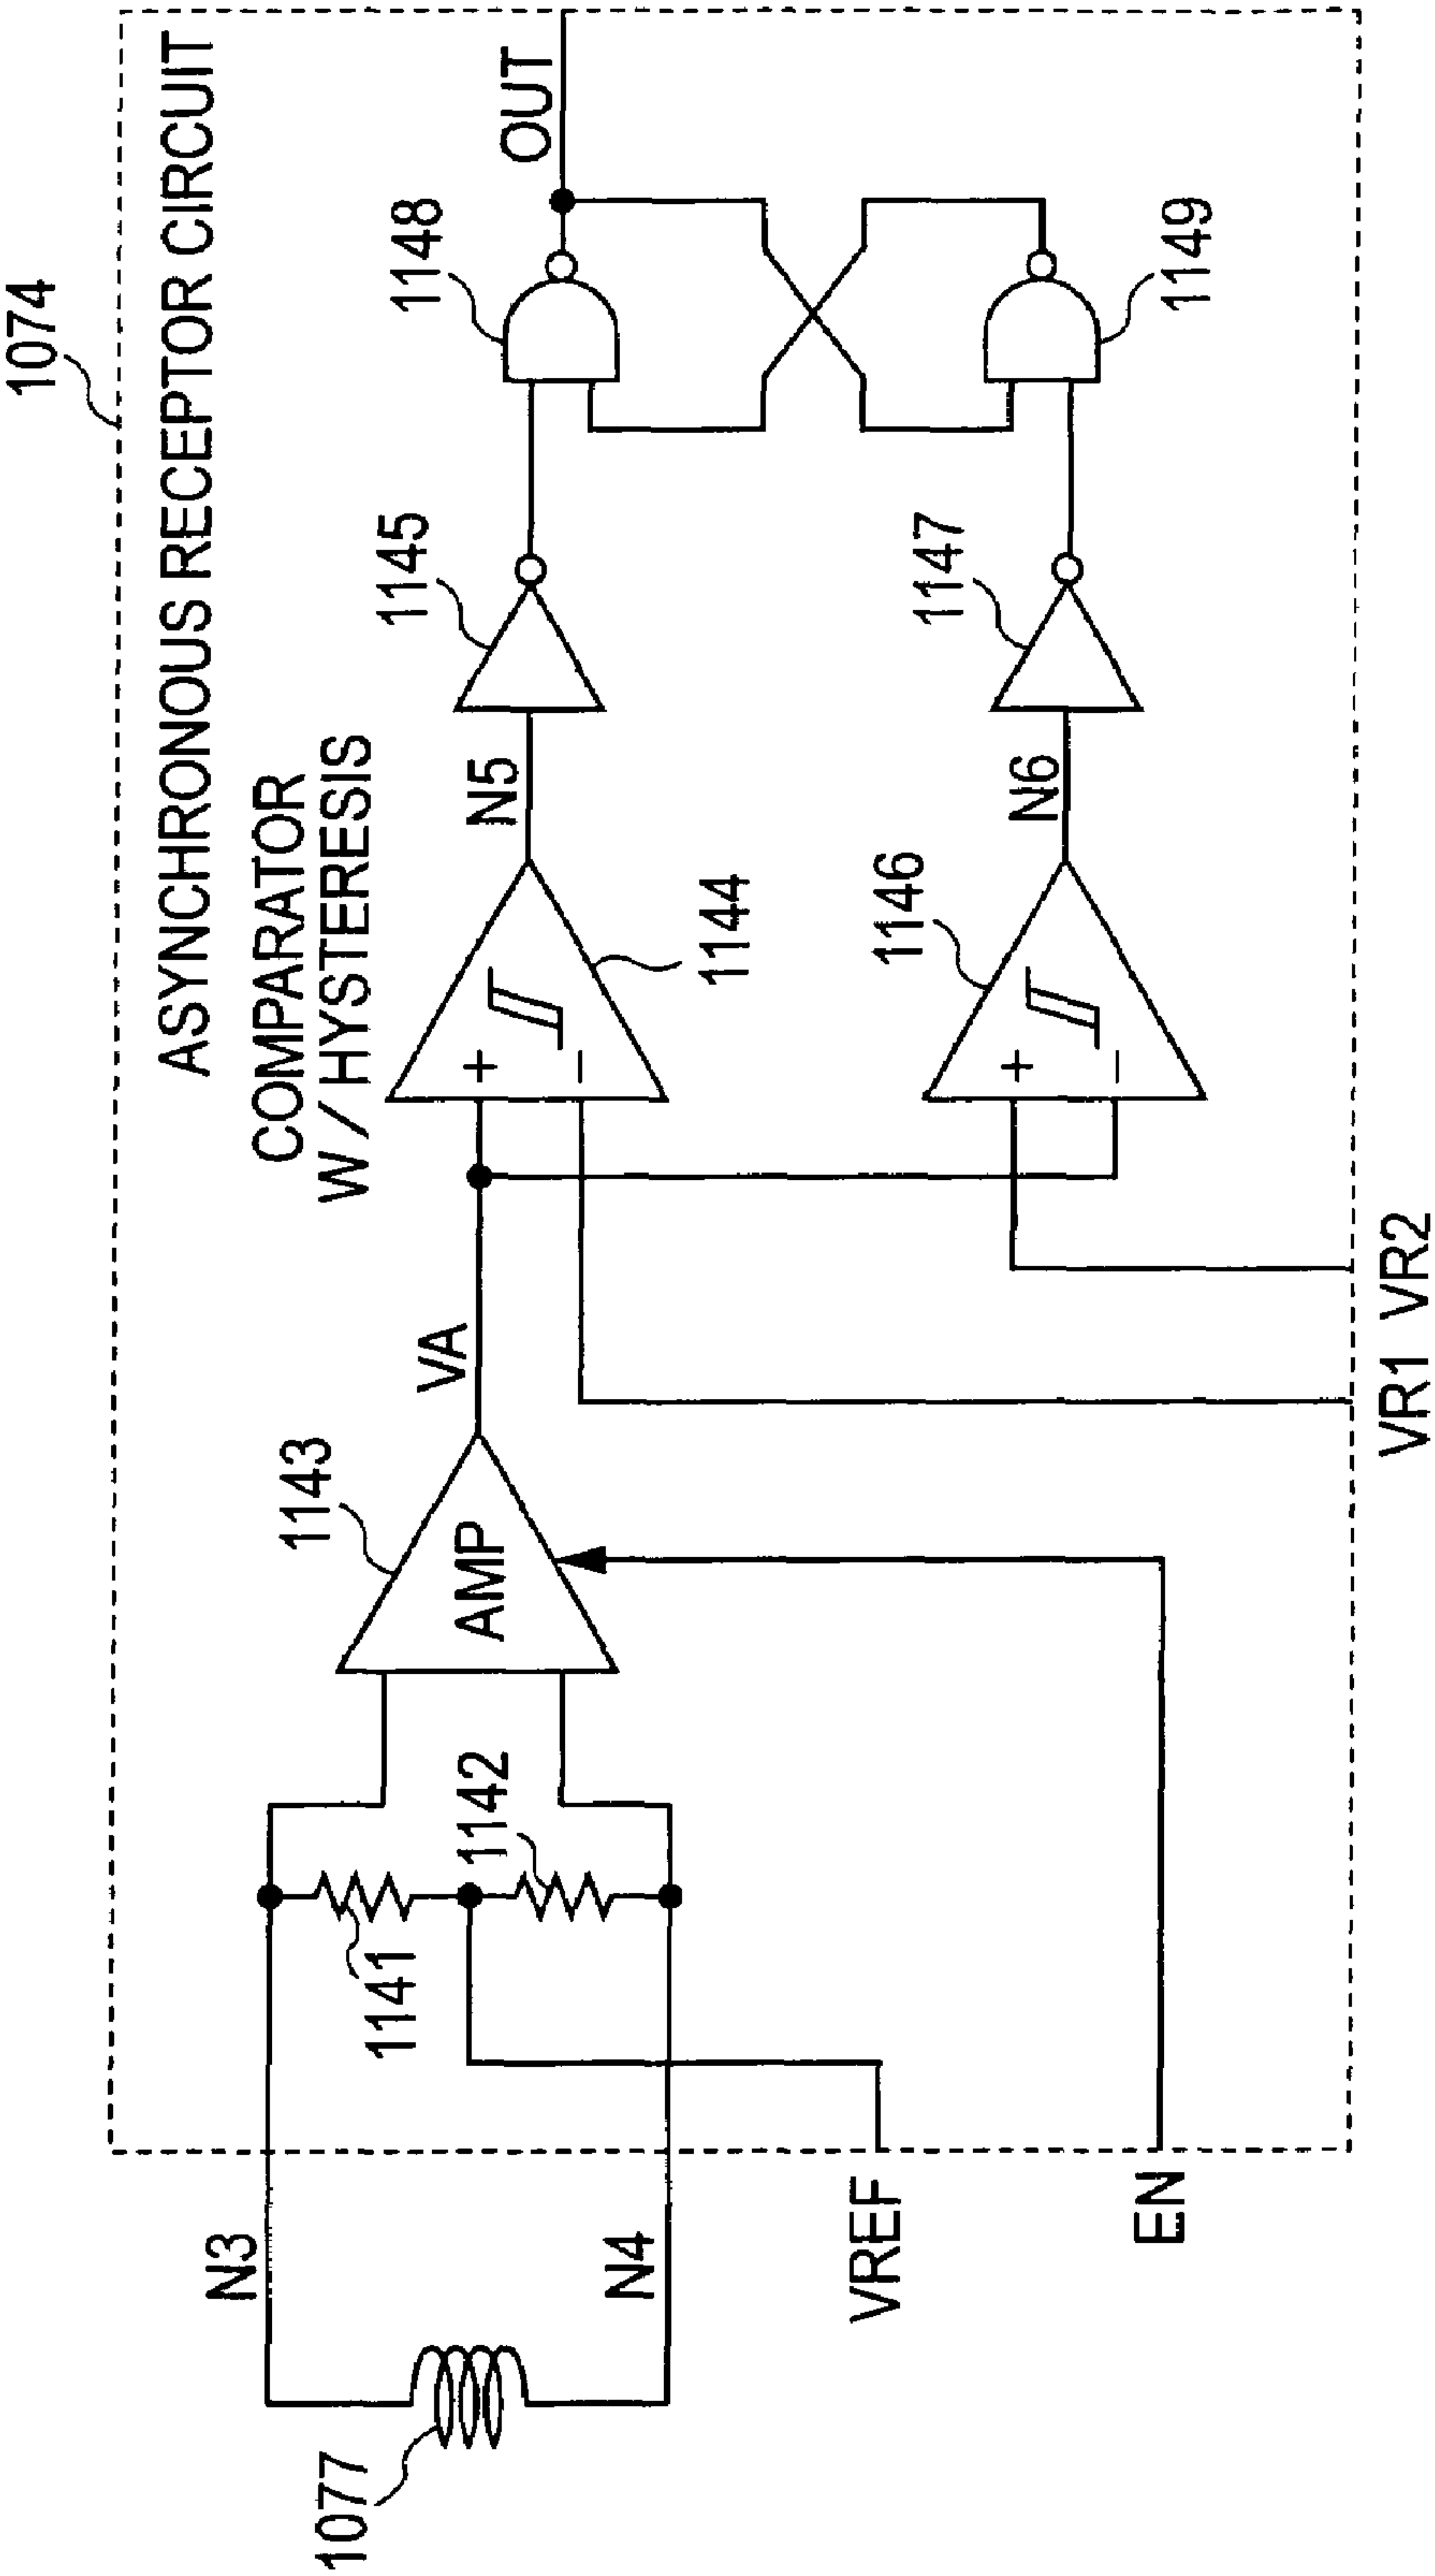 1074
ASYNCHRONOUS RECEPTOR CIRCUIT
COMPARATOR
W/HYSTERESIS
1077
N3
N4
VREF
EN
1141
1142
1143
AMP
VA
VR1 VR2
+
−
1144
N5
1145
+
−
1146
N6
1147
1148
1149
OUT